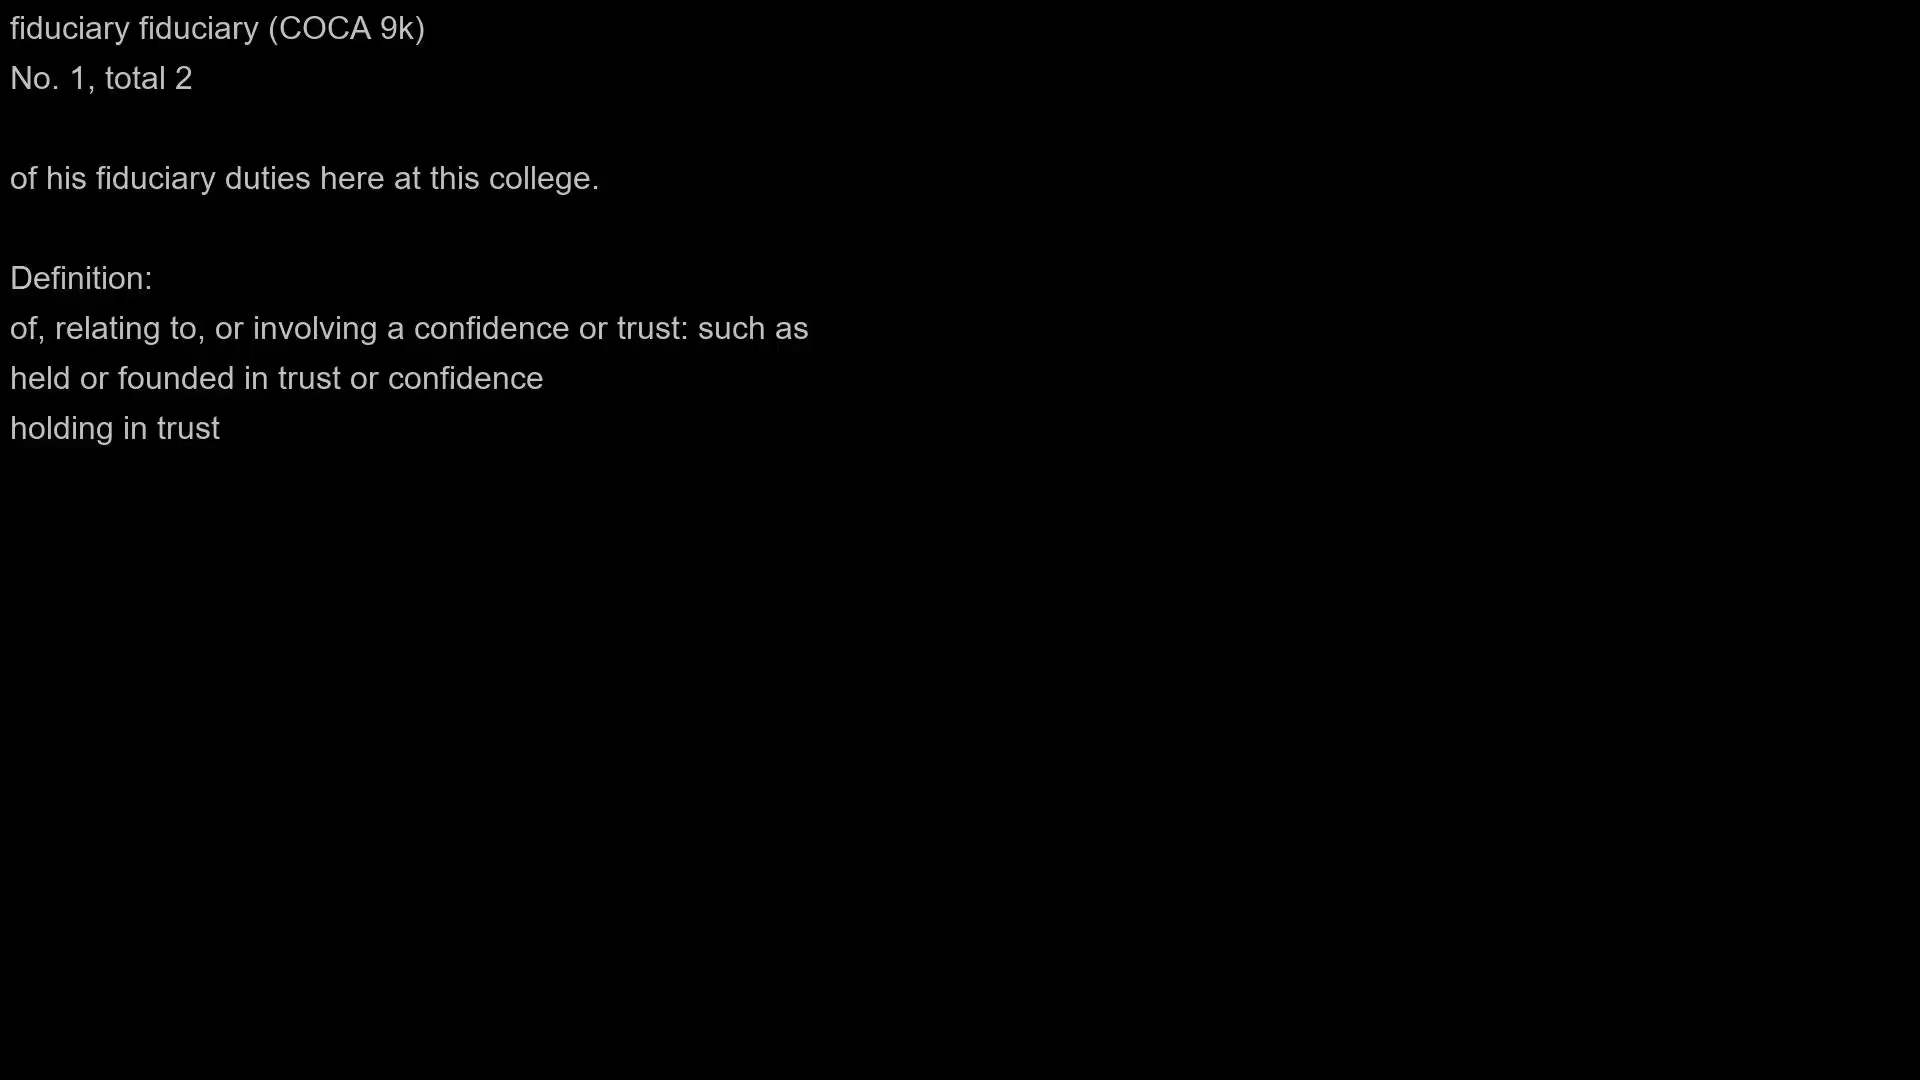 fiduciary fiduciary (COCA 9k)
No. 1, total 2
of his fiduciary duties here at this college.
Definition:
of, relating to, or involving a confidence or trust: such as
held or founded in trust or confidence
holding in trust